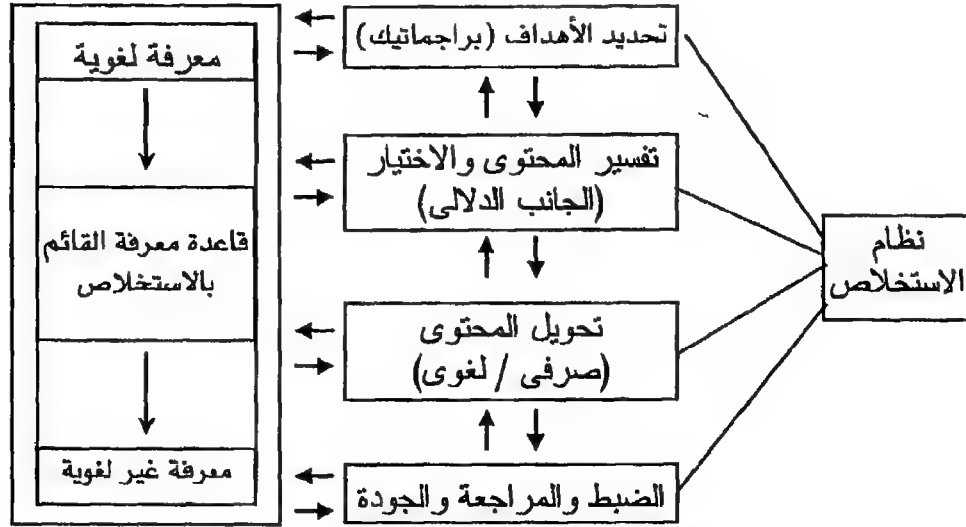 نظام
الإستخلاص
تحديد الأهداف (براجماتيك)
تفسير المحتوى والاختيار
(الجانب الدلالى)
تحويل المحتوى
(صرفى / لغوى)
الضبط والمراجعة والجودة
معرفة لغوية
قاعدة معرفة القائم
بالاستخلاص
معرفة غير لغوية